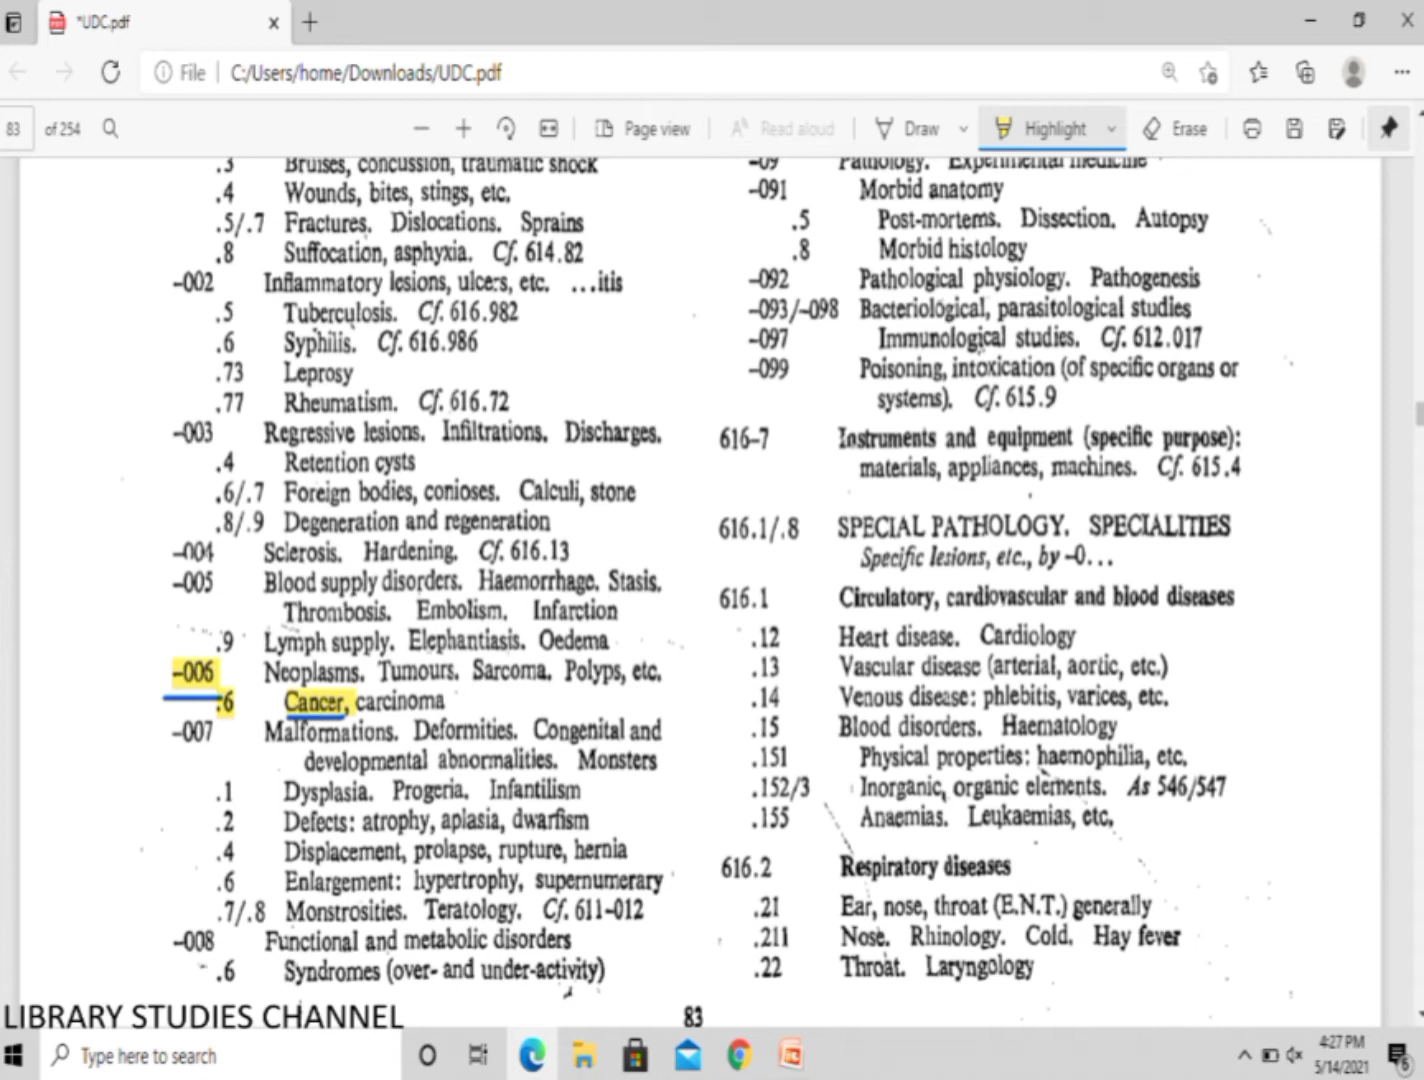 *UDC.pdf
File C:/Users/home/Downloads/UDC.pdf
83 of 254 Page view Read aloud Draw Highlight Erase
.3 Bruises, concussion, traumatic shock
.4 Wounds, bites, stings, etc.
.5/.7 Fractures. Dislocations. Sprains
.8 Suffocation, asphyxia. Cf. 614.82
-002 Inflammatory lesions, ulcers, etc. ...itis
.5 Tuberculosis. Cf. 616.982
.6 Syphilis. Cf. 616.986
.73 Leprosy
.77 Rheumatism. Cf. 616.72
-003 Regressive lesions. Infiltrations. Discharges.
.4 Retention cysts
.6/.7 Foreign bodies, conioses. Calculi, stone
.8/.9 Degeneration and regeneration
-004 Sclerosis. Hardening. Cf. 616.13
-005 Blood supply disorders. Haemorrhage. Stasis.
Thrombosis. Embolism. Infarction
.9 Lymph supply. Elephantiasis. Oedema
-006 Neoplasms. Tumours. Sarcoma. Polyps, etc.
.6 Cancer, carcinoma
-007 Malformations. Deformities. Congenital and
developmental abnormalities. Monsters
.1 Dysplasia. Progeria. Infantilism
.2 Defects: atrophy, aplasia, dwarfism
.4 Displacement, prolapse, rupture, hernia
.6 Enlargement: hypertrophy, supernumerary
.7/.8 Monstrosities. Teratology. Cf. 611-012
-008 Functional and metabolic disorders
.6 Syndromes (over- and under-activity)
-09 Pathology. Experimental medicine
-091 Morbid anatomy
.5 Post-mortems. Dissection. Autopsy
.8 Morbid histology
-092 Pathological physiology. Pathogenesis
-093/-098 Bacteriological, parasitological studies
-097 Immunological studies. Cf. 612.017
-099 Poisoning, intoxication (of specific organs or
systems). Cf. 615.9
616-7 Instruments and equipment (specific purpose):
materials, appliances, machines. Cf. 615.4
616.1/.8 SPECIAL PATHOLOGY. SPECIALITIES
Specific lesions, etc., by -0...
616.1 Circulatory, cardiovascular and blood diseases
.12 Heart disease. Cardiology
.13 Vascular disease (arterial, aortic, etc.)
.14 Venous disease: phlebitis, varices, etc.
.15 Blood disorders. Haematology
.151 Physical properties: haemophilia, etc.
.152/3 Inorganic, organic elements. As 546/547
.155 Anaemias. Leukaemias, etc.
616.2 Respiratory diseases
.21 Ear, nose, throat (E.N.T.) generally
.211 Nose. Rhinology. Cold. Hay fever
.22 Throat. Laryngology
LIBRARY STUDIES CHANNEL
83
Type here to search
4:27 PM
5/14/2021
6